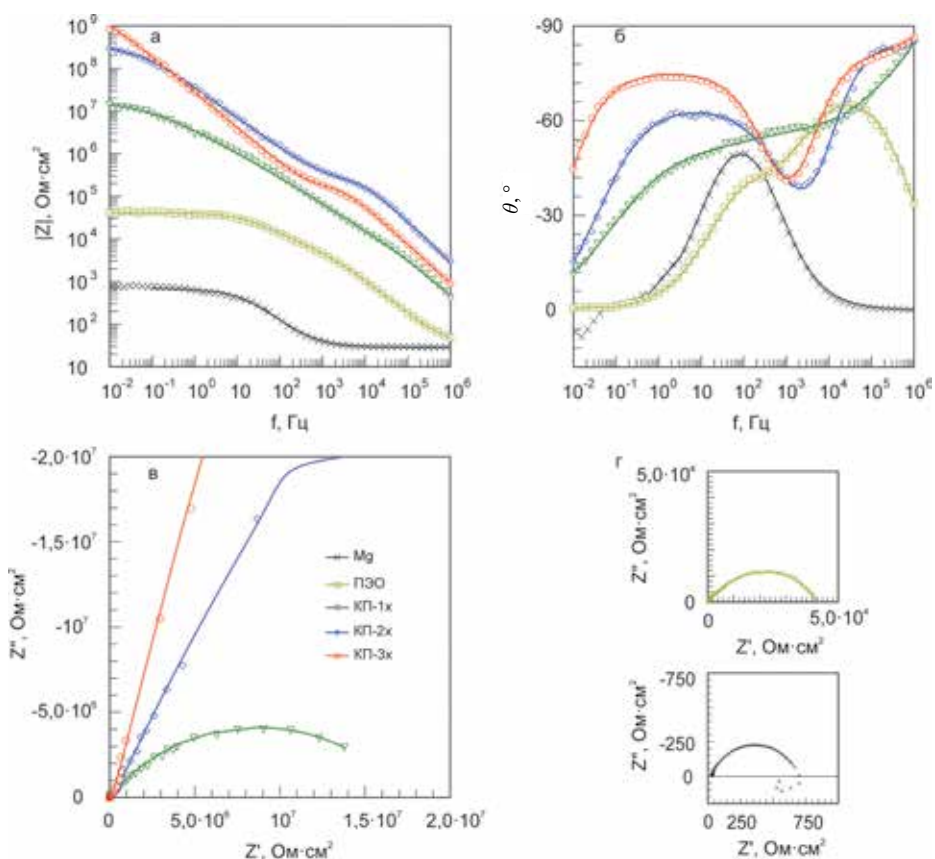 а
|Z|, Ом·см²
10⁹
10⁸
10⁷
10⁶
10⁵
10⁴
10³
10²
10
10⁻² 10⁻¹ 10⁰ 10 10² 10³ 10⁴ 10⁵ 10⁶
f, Гц
б
θ, °
-90
-60
-30
0
10⁻² 10⁻¹ 10⁰ 10 10² 10³ 10⁴ 10⁵ 10⁶
f, Гц
в
Z'', Ом·см²
-2,0·10⁷
-1,5·10⁷
-10⁷
-5,0·10⁶
0
0 5,0·10⁶ 10⁷ 1,5·10⁷ 2,0·10⁷
Z', Ом·см²
Mg
ПЭО
КП-1х
КП-2х
КП-3х
г
Z'', Ом·см²
5,0·10⁴
0
0 5,0·10⁴
Z', Ом·см²
Z'', Ом·см²
-750
-250
0
0 250 750
Z', Ом·см²